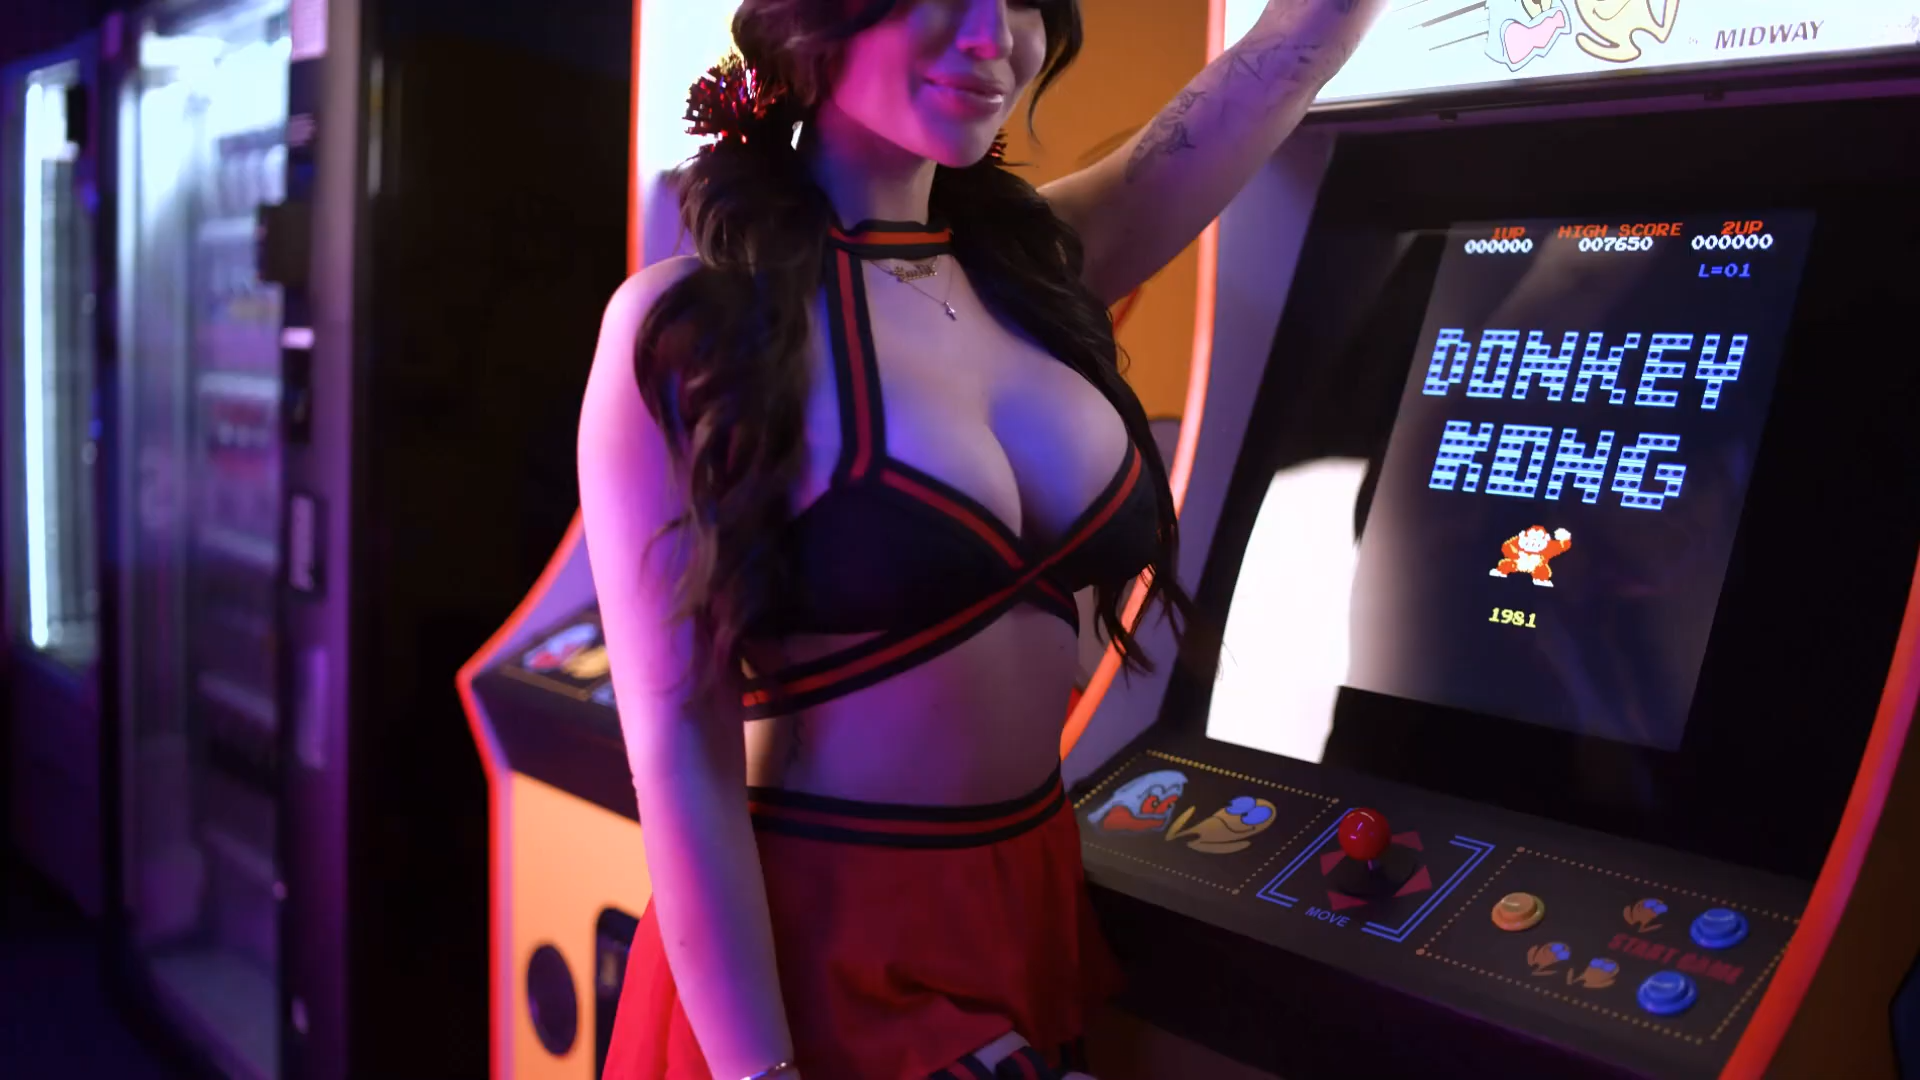 MIDWAY
1UP HIGH SCORE 2UP
000000 007650 000000
L=01
DONKEY
KONG
1981
MOVE
START GAME